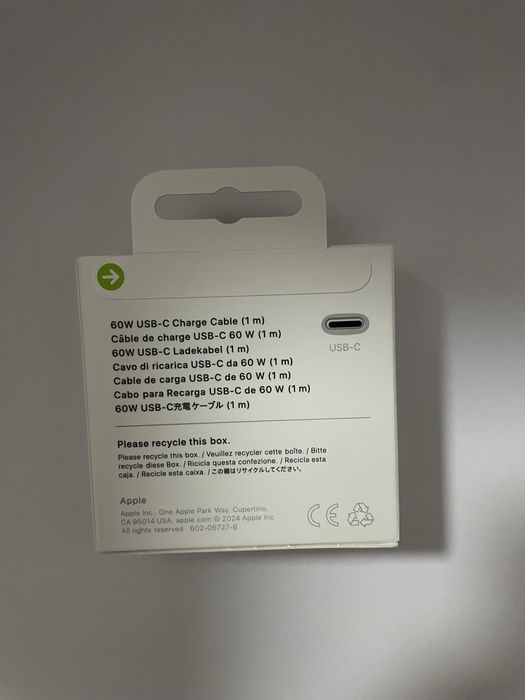 60W USB-C Charge Cable (1 m)
Câble de charge USB-C 60 W (1 m)
60W USB-C Ladekabel (1 m)
Cavo di ricarica USB-C da 60 W (1 m)
Cable de carga USB-C de 60 W (1 m)
Cabo para Recarga USB-C de 60 W (1 m)
60W USB-C充電ケーブル (1 m)
USB-C
Please recycle this box.
Please recycle this box. / Veuillez recycler cette boîte. / Bitte
recycle diese Box. / Ricicla questa confezione. / Recicla esta
caja. / Recicle esta caixa. / この箱はリサイクルしてください。
Apple
Apple Inc., One Apple Park Way, Cupertino,
CA 95014 USA. apple.com © 2024 Apple Inc.
All rights reserved. 602-06727-B
CE